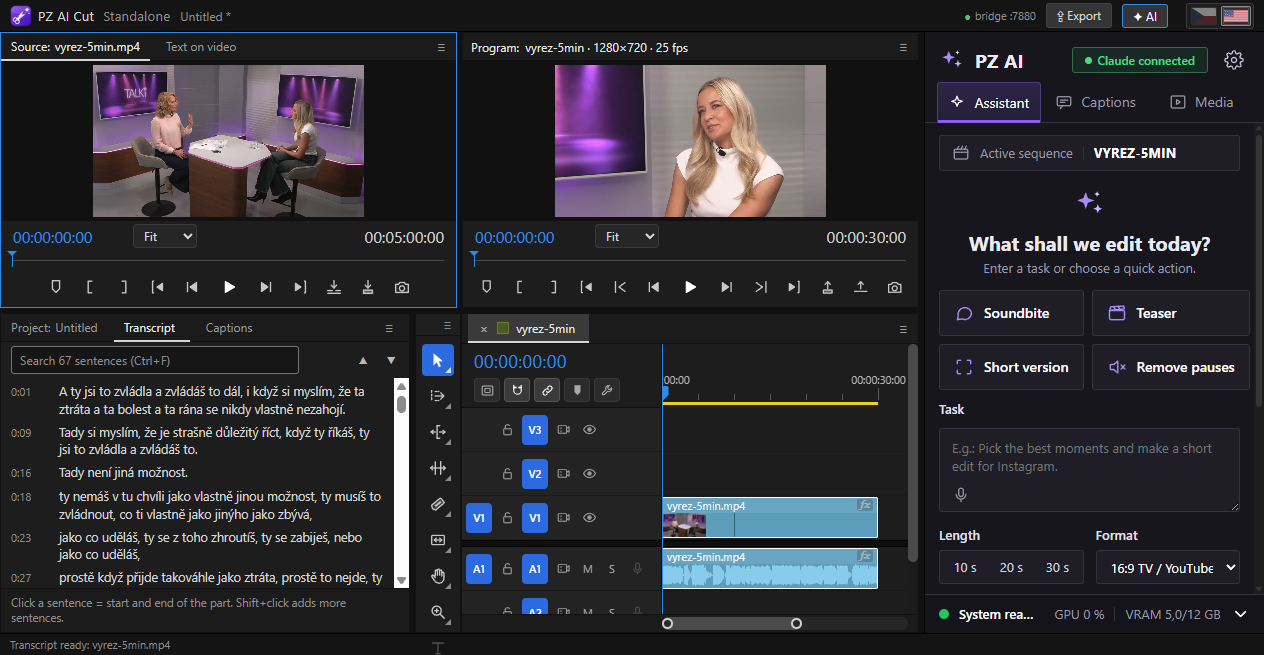 PZ AI Cut Standalone Untitled *
bridge :7880
Export
AI
Source: vyrez-5min.mp4
Text on video
TALK!
00:00:00:00
Fit
00:05:00:00
Program: vyrez-5min · 1280×720 · 25 fps
00:00:00:00
Fit
00:00:30:00
Project: Untitled
Transcript
Captions
Search 67 sentences (Ctrl+F)
0:01 A ty jsi to zvládla a zvládáš to dál, i když si myslím, že ta
ztráta a ta bolest a ta rána se nikdy vlastně nezahojí.
0:09 Tady si myslím, že je strašně důležitý říct, když ty říkáš, ty
jsi to zvládla a zvládáš to.
0:16 Tady není jiná možnost.
0:18 ty nemáš v tu chvíli jako vlastně jinou možnost, ty musíš to
zvládnout, co ti vlastně jako jinýho jako zbývá,
0:23 jako co uděláš, ty se z toho zhroutíš, ty se zabiješ, nebo
jako co uděláš,
0:27 prostě když přijde takováhle jako ztráta, prostě to nejde, ty
Click a sentence = start and end of the part. Shift+click adds more
sentences.
Transcript ready: vyrez-5min.mp4
× vyrez-5min
00:00:00:00
00:00
00:00:30:00
V3
V2
V1 V1
vyrez-5min.mp4 fx
A1 A1 M S
vyrez-5min.mp4 fx
A2 M S
PZ AI
Claude connected
Assistant
Captions
Media
Active sequence VYREZ-5MIN
What shall we edit today?
Enter a task or choose a quick action.
Soundbite
Teaser
Short version
Remove pauses
Task
E.g.: Pick the best moments and make a short
edit for Instagram.
Length
Format
10 s 20 s 30 s
16:9 TV / YouTube
System rea... GPU 0 % VRAM 5,0/12 GB